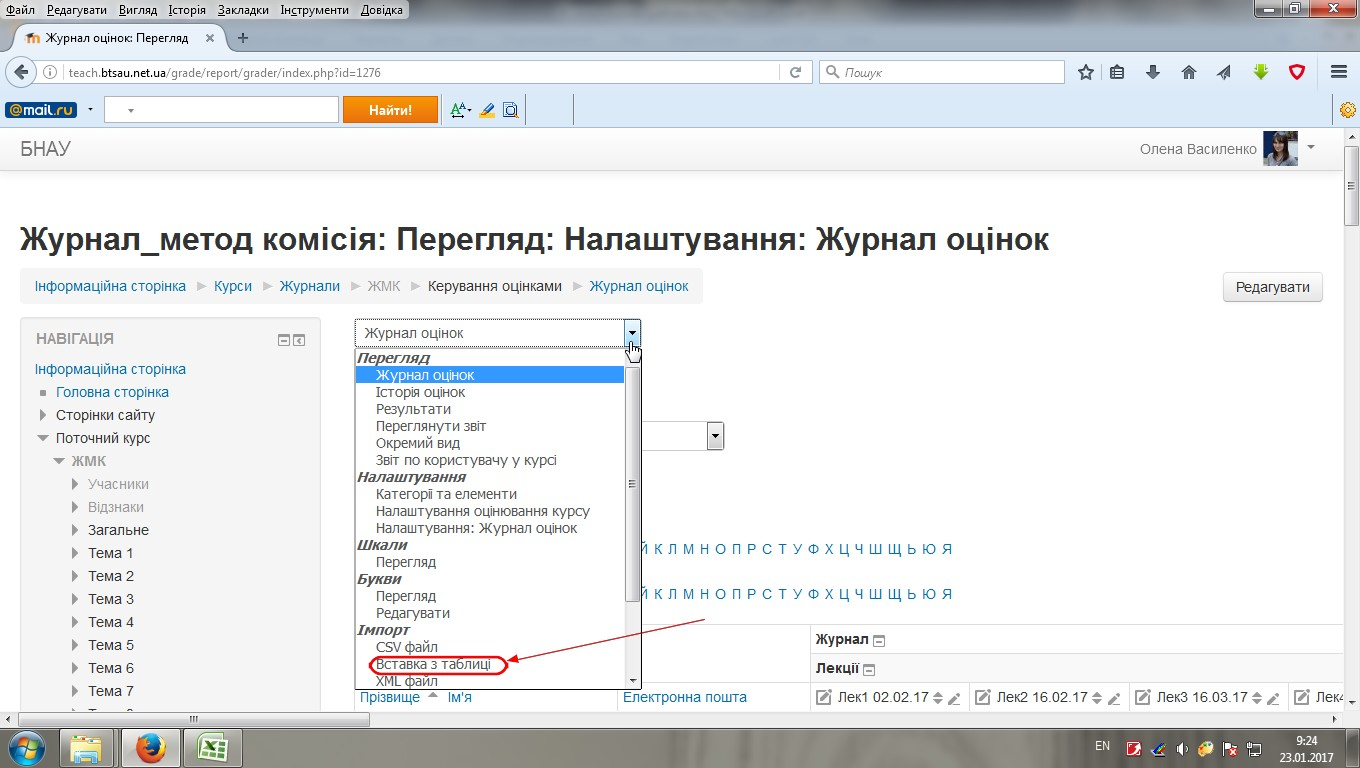 Файл Редагувати Вигляд Історія Закладки Інструменти Довідка
Журнал оцінок: Перегляд
teach.btsau.net.ua/grade/report/grader/index.php?id=1276
Пошук
@mail.ru
Найти!
БНАУ
Олена Василенко
Журнал_метод комісія: Перегляд: Налаштування: Журнал оцінок
Інформаційна сторінка Курси Журнали ЖМК Керування оцінками Журнал оцінок
Редагувати
НАВІГАЦІЯ
Інформаційна сторінка
Головна сторінка
Сторінки сайту
Поточний курс
ЖМК
Учасники
Відзнаки
Загальне
Тема 1
Тема 2
Тема 3
Тема 4
Тема 5
Тема 6
Тема 7
Журнал оцінок
Перегляд
Журнал оцінок
Історія оцінок
Результати
Переглянути звіт
Окремий вид
Звіт по користувачу у курсі
Налаштування
Категорії та елементи
Налаштування оцінювання курсу
Налаштування: Журнал оцінок
Шкали
Перегляд
Букви
Перегляд
Редагувати
Імпорт
CSV файл
Вставка з таблиці
XML файл
Й К Л М Н О П Р С Т У Ф Х Ц Ч Ш Щ Ь Ю Я
Й К Л М Н О П Р С Т У Ф Х Ц Ч Ш Щ Ь Ю Я
Журнал
Лекції
Прізвище Ім'я Електронна пошта Лек1 02.02.17 Лек2 16.02.17 Лек3 16.03.17 Лек4
EN
9:24
23.01.2017